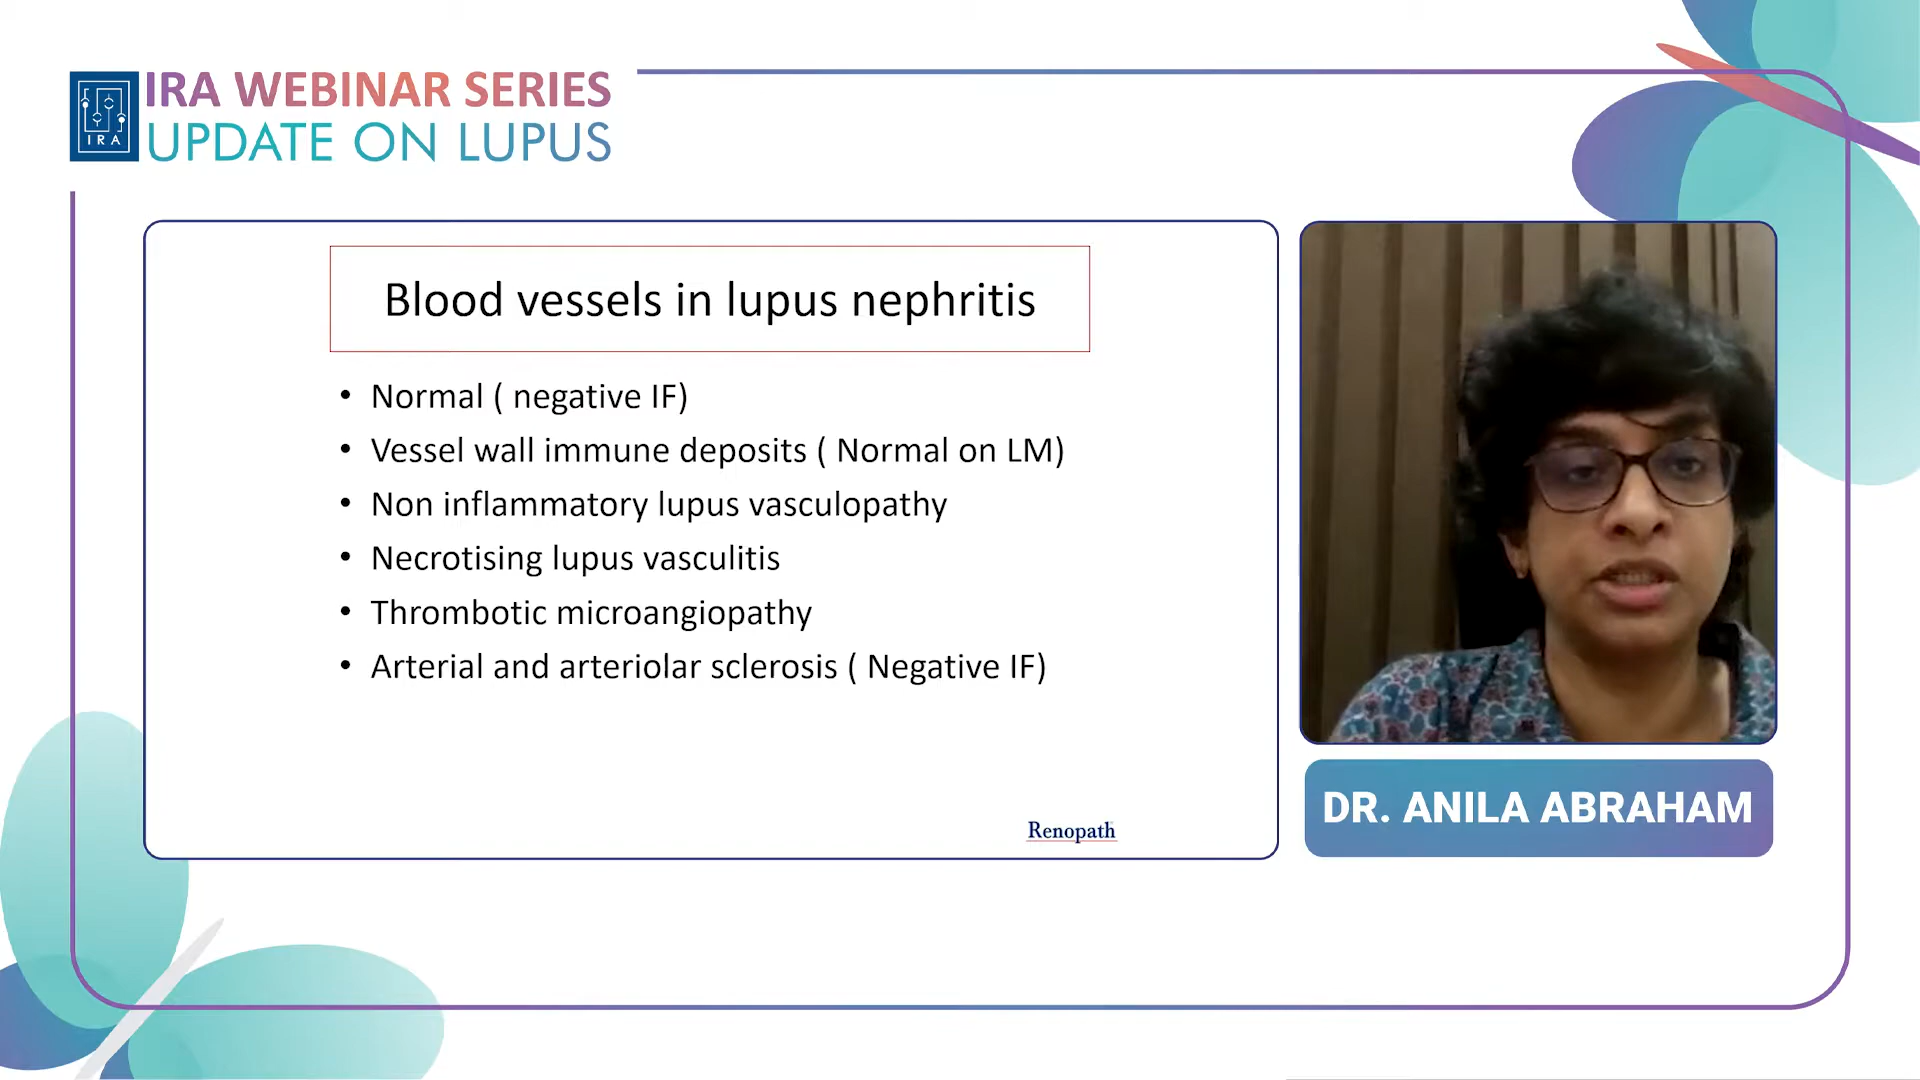 IRA WEBINAR SERIES
UPDATE ON LUPUS
IRA
Blood vessels in lupus nephritis
• Normal ( negative IF)
• Vessel wall immune deposits ( Normal on LM)
• Non inflammatory lupus vasculopathy
• Necrotising lupus vasculitis
• Thrombotic microangiopathy
• Arterial and arteriolar sclerosis ( Negative IF)
Renopath
DR. ANILA ABRAHAM